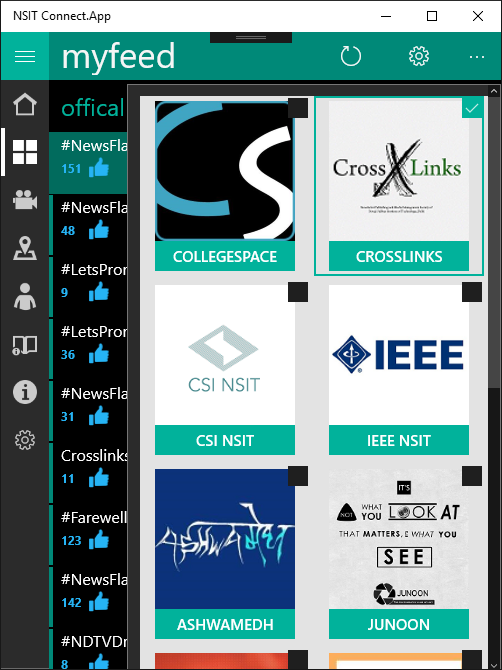 NSIT Connect.App
myfeed
offical
#NewsFla
151
#NewsFla
48
#LetsPror
9
#LetsPror
36
#NewsFla
31
Crosslinks
11
#Farewell
123
#NewsFla
142
#NDTVDr
8
CS
COLLEGESPACE
Cross X Links
CROSSLINKS
CSI NSIT
CSI NSIT
IEEE
IEEE NSIT
ASHWAMEDH
IT'S
NOT WHAT YOU LOOK AT
THAT MATTERS, IT'S WHAT YOU
SEE
JUNOON
JUNOON